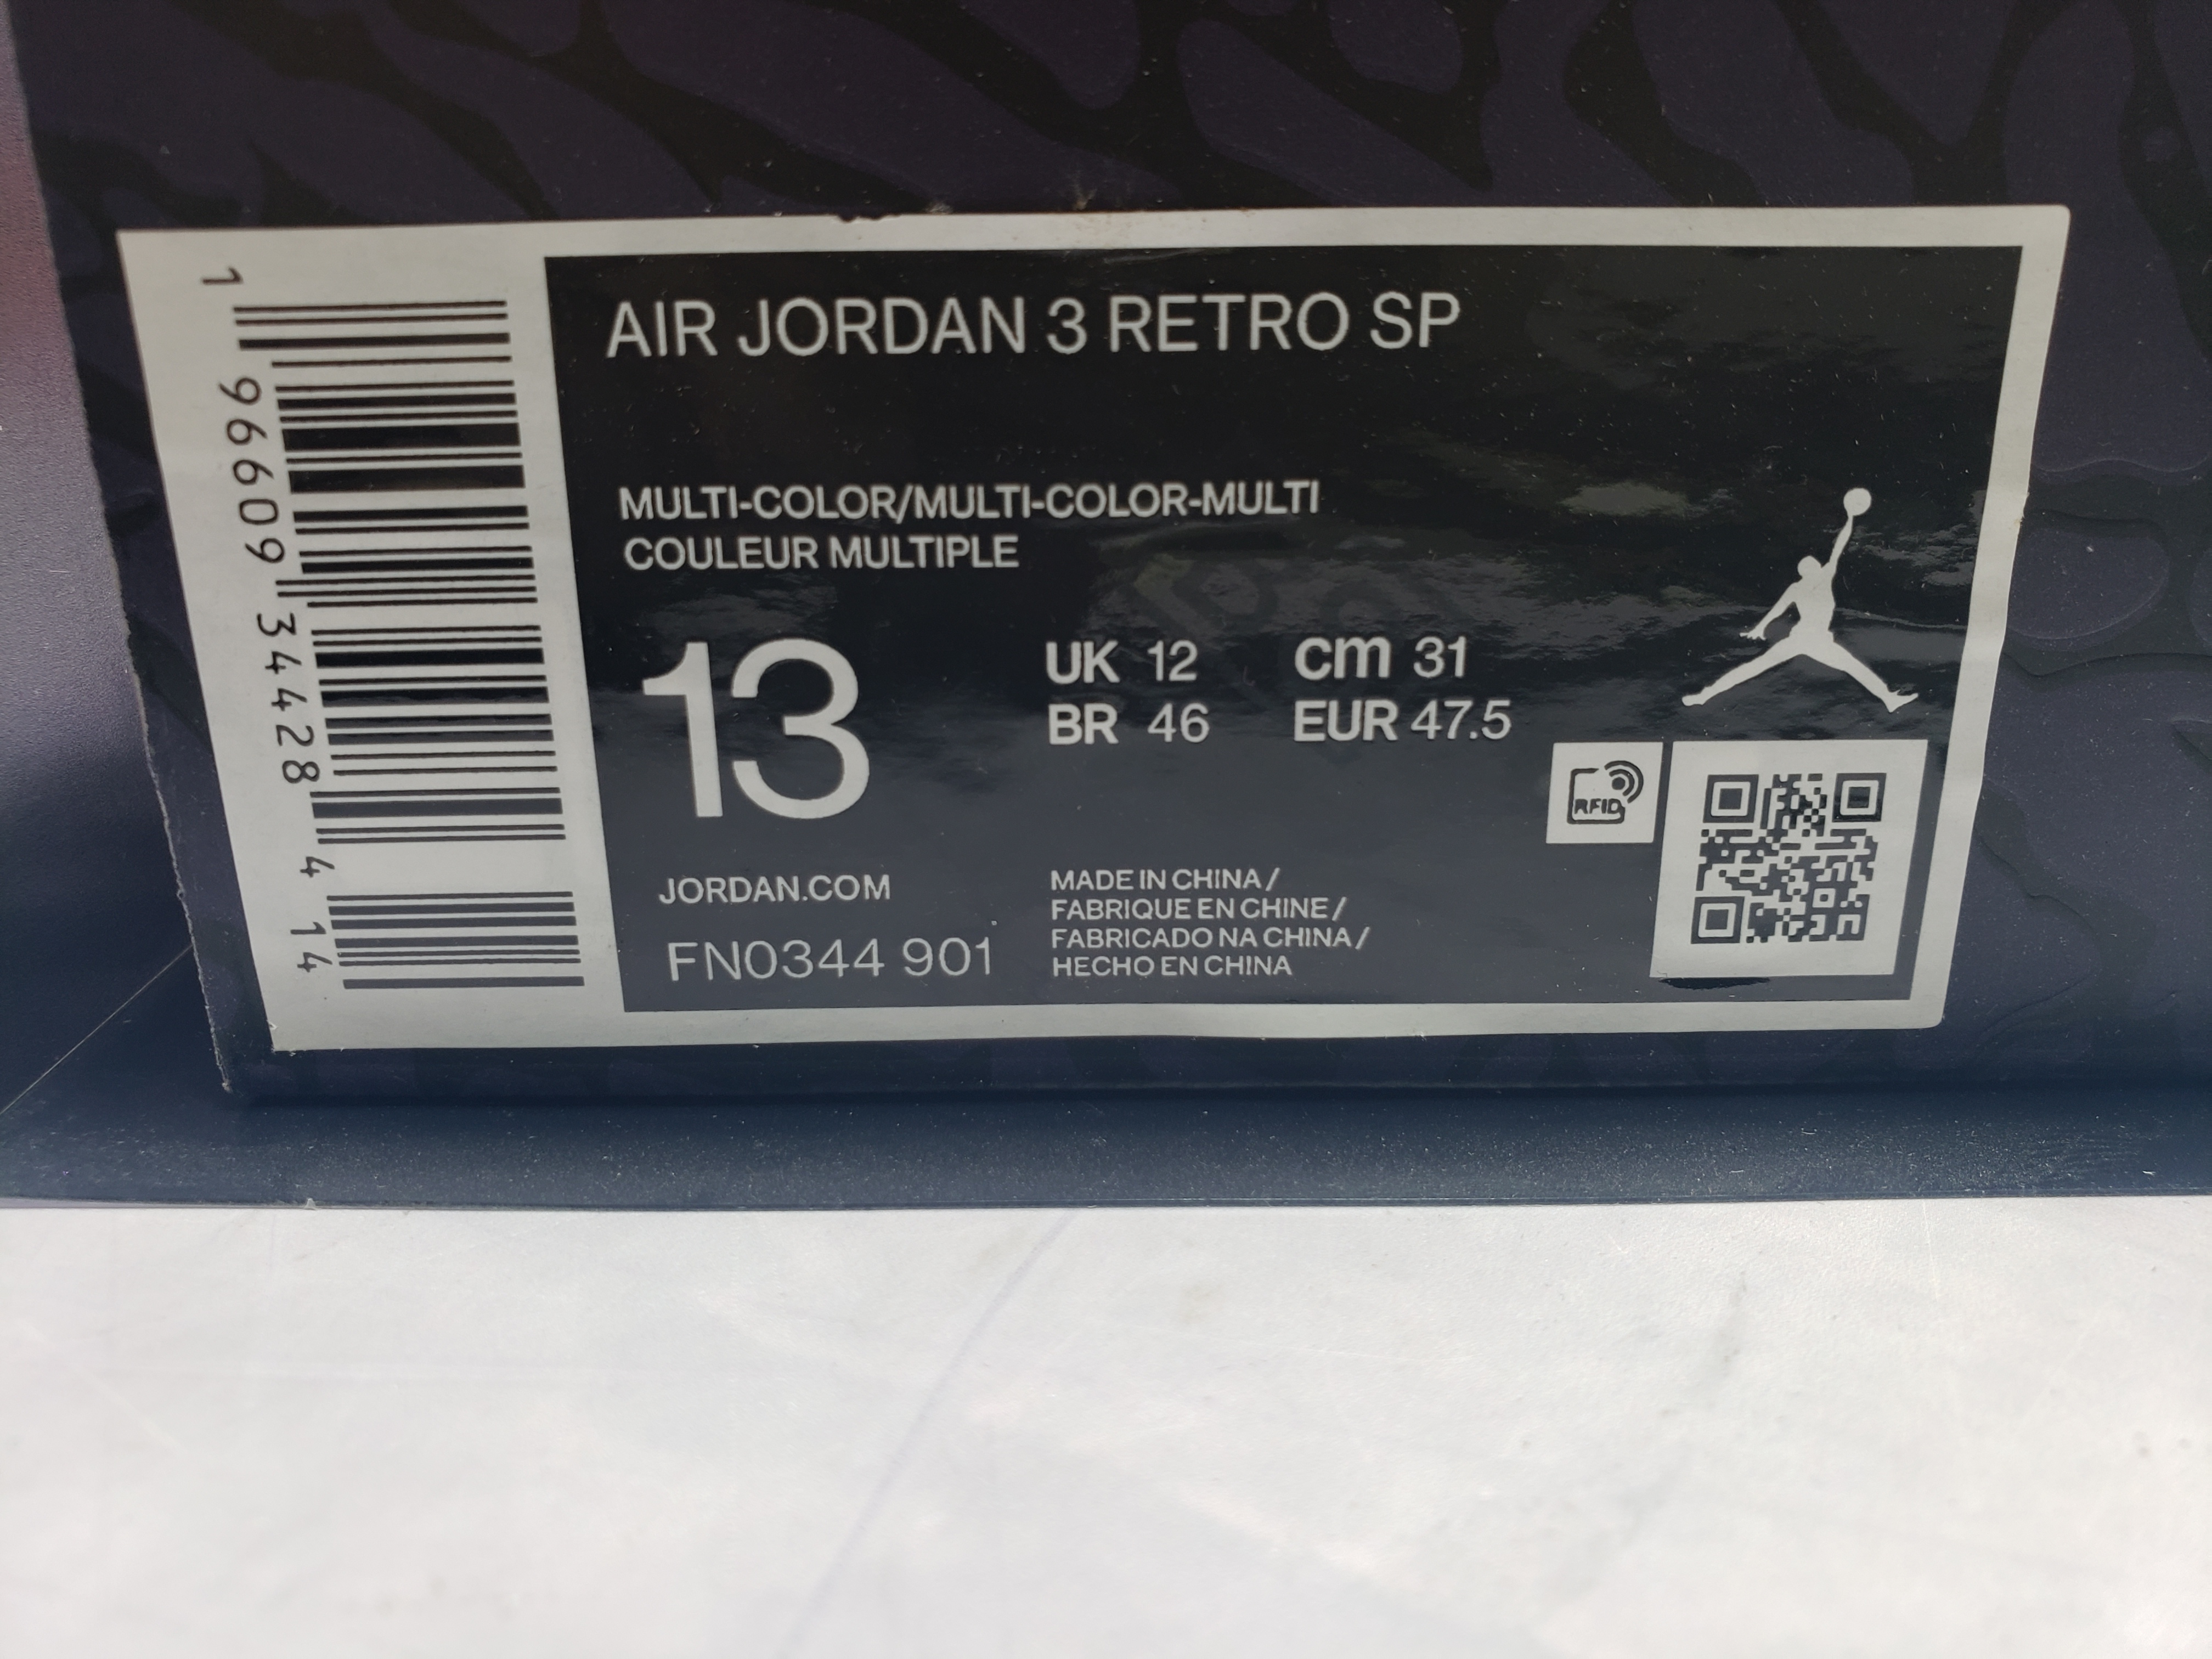 1 96609 34428 4 14
AIR JORDAN 3 RETRO SP
MULTI-COLOR/MULTI-COLOR-MULTI
COULEUR MULTIPLE
13
UK 12 cm 31
BR 46 EUR 47.5
RFID
JORDAN.COM
FN0344 901
MADE IN CHINA /
FABRIQUE EN CHINE /
FABRICADO NA CHINA /
HECHO EN CHINA